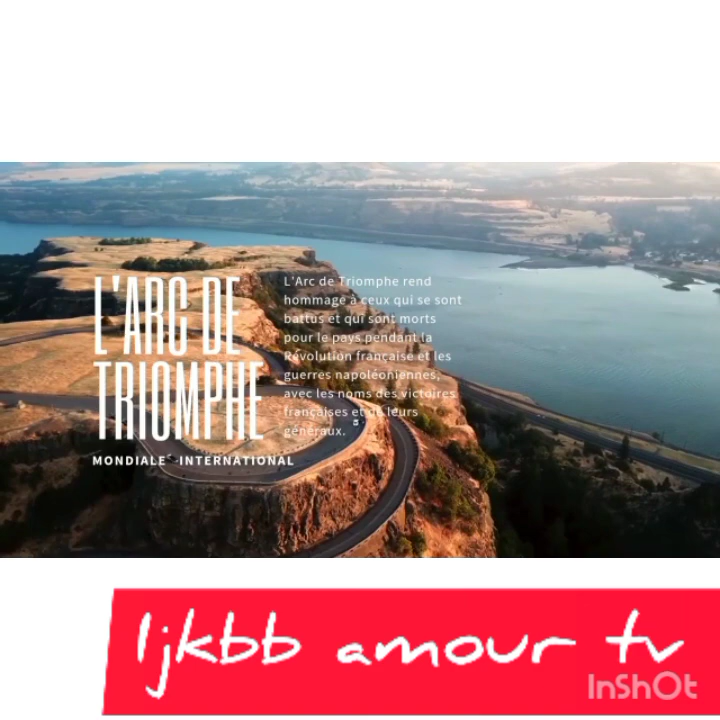 L'ARC DE
TRIOMPHE
MONDIALE INTERNATIONAL
L'Arc de Triomphe rend
hommage à ceux qui se sont
battus et qui sont morts
pour le pays pendant la
Révolution française et les
guerres napoléoniennes,
avec les noms des victoires
françaises et de leurs
généraux.
ljkbb amour tv
InShOt